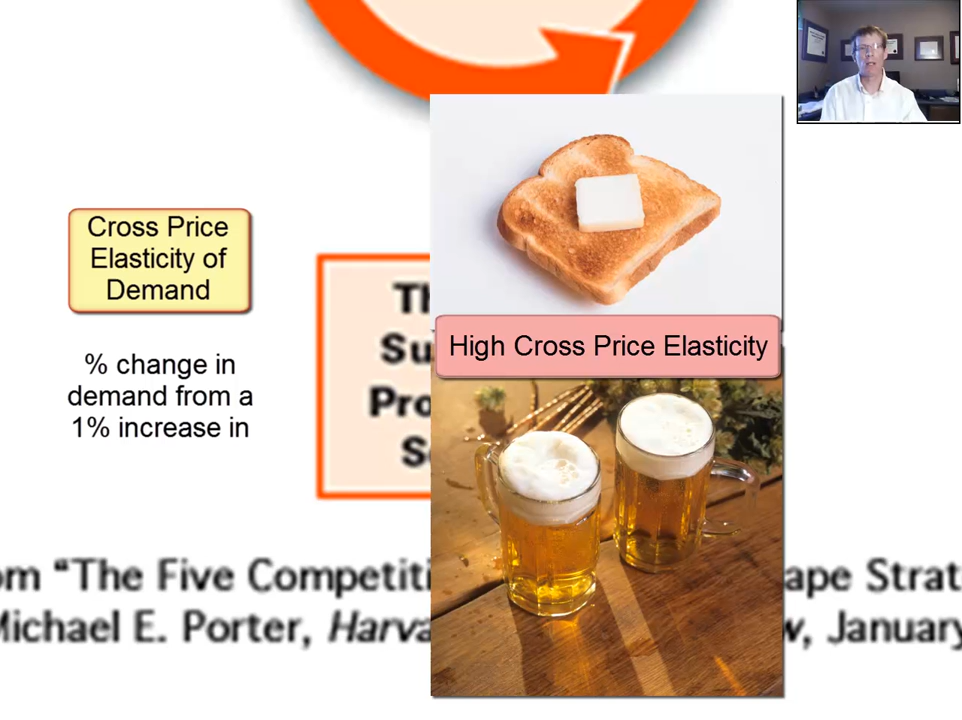 Cross Price
Elasticity of
Demand
% change in
demand from a
1% increase in
Th
Su
Pro
S
High Cross Price Elasticity
om "The Five Competiti ape Strat
Michael E. Porter, Harva w, January